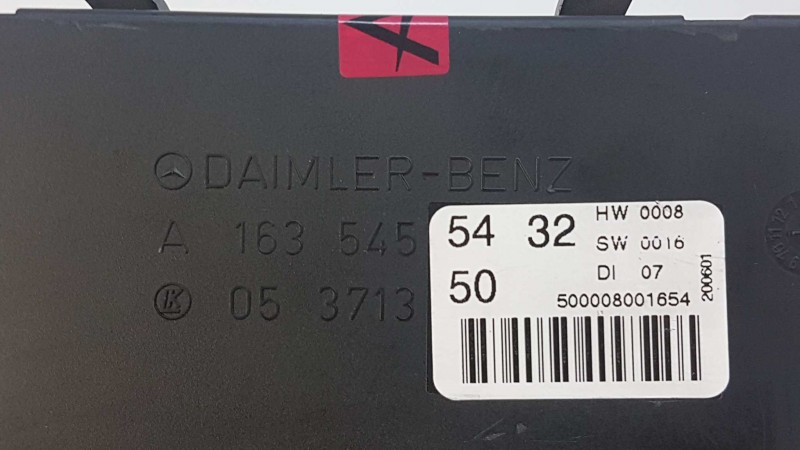 DAIMLER-BENZ
A 163 545 54 32
05 3713 50
HW 0008
SW 0016
DI 07
500008001654
200601